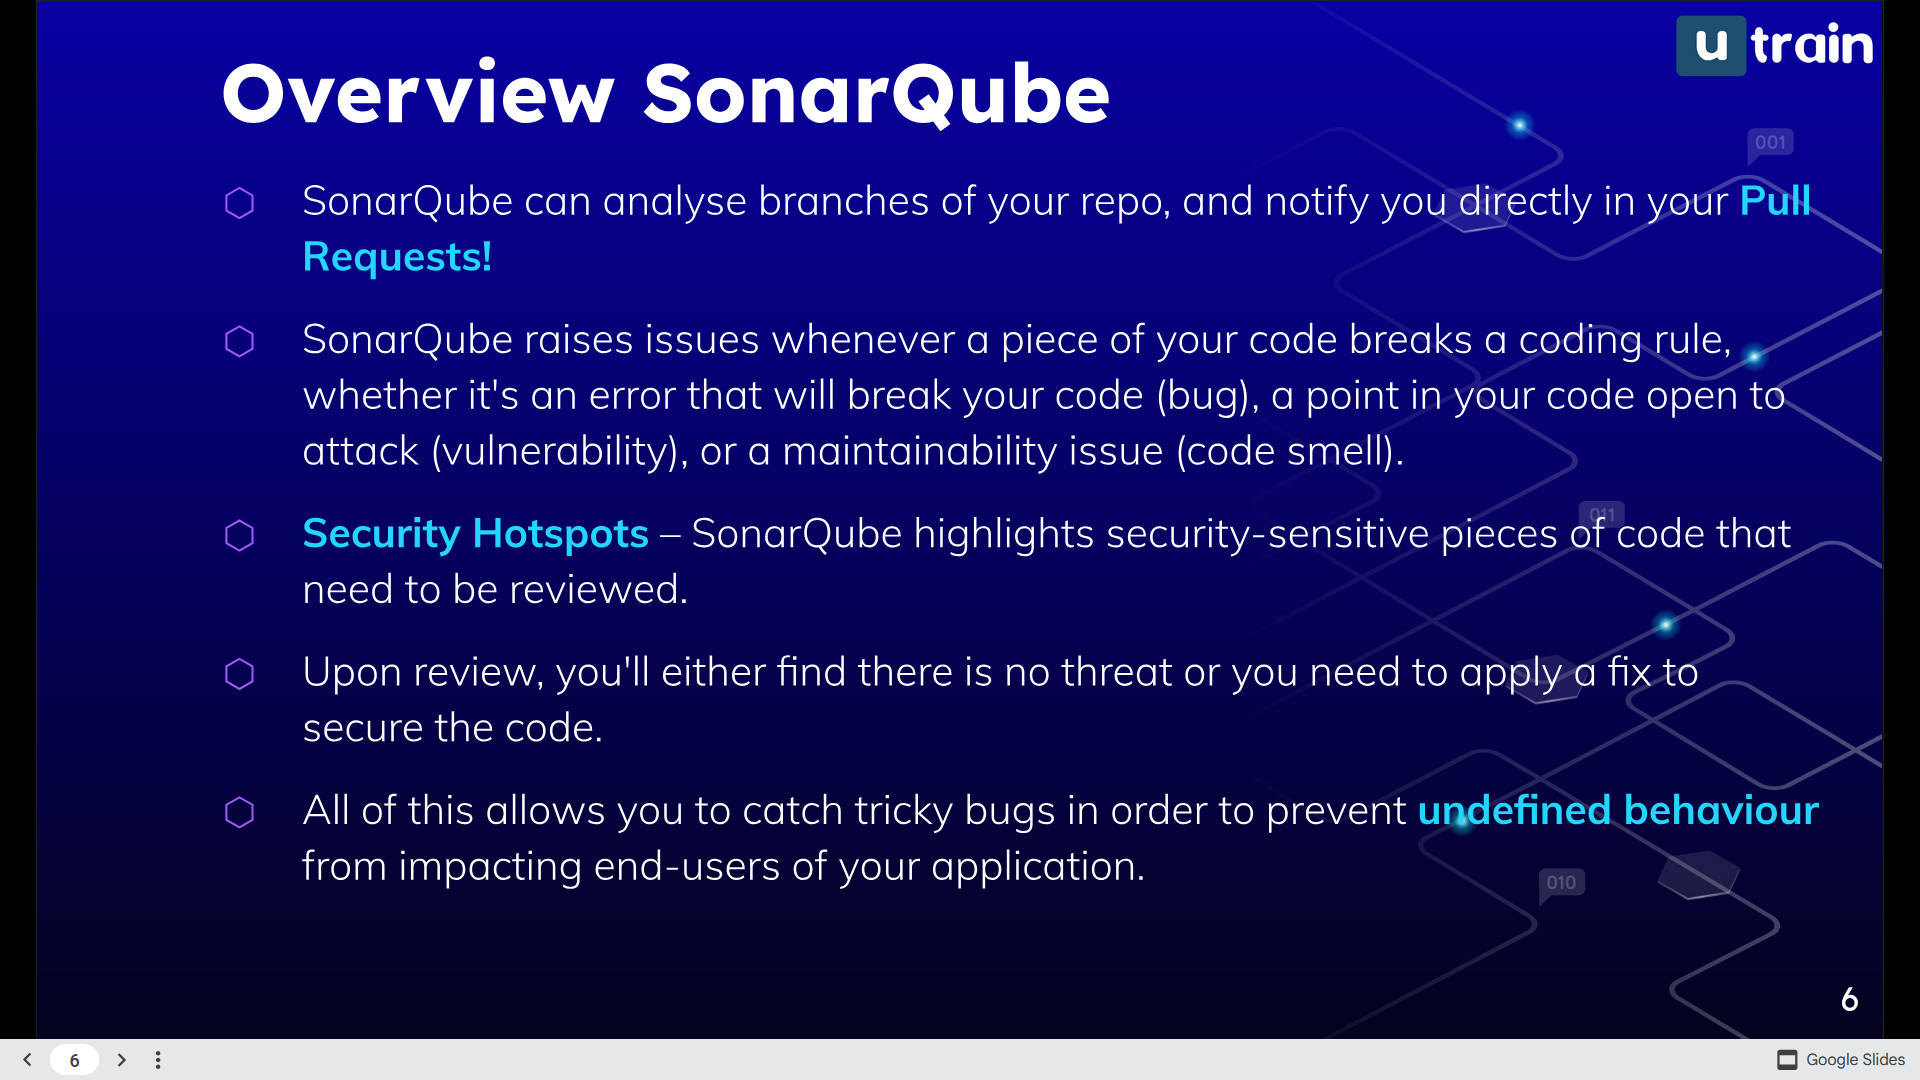 u train
Overview SonarQube
001
SonarQube can analyse branches of your repo, and notify you directly in your Pull
Requests!
SonarQube raises issues whenever a piece of your code breaks a coding rule,
whether it's an error that will break your code (bug), a point in your code open to
attack (vulnerability), or a maintainability issue (code smell).
011
Security Hotspots – SonarQube highlights security-sensitive pieces of code that
need to be reviewed.
Upon review, you'll either find there is no threat or you need to apply a fix to
secure the code.
All of this allows you to catch tricky bugs in order to prevent undefined behaviour
from impacting end-users of your application.
010
6
6
Google Slides